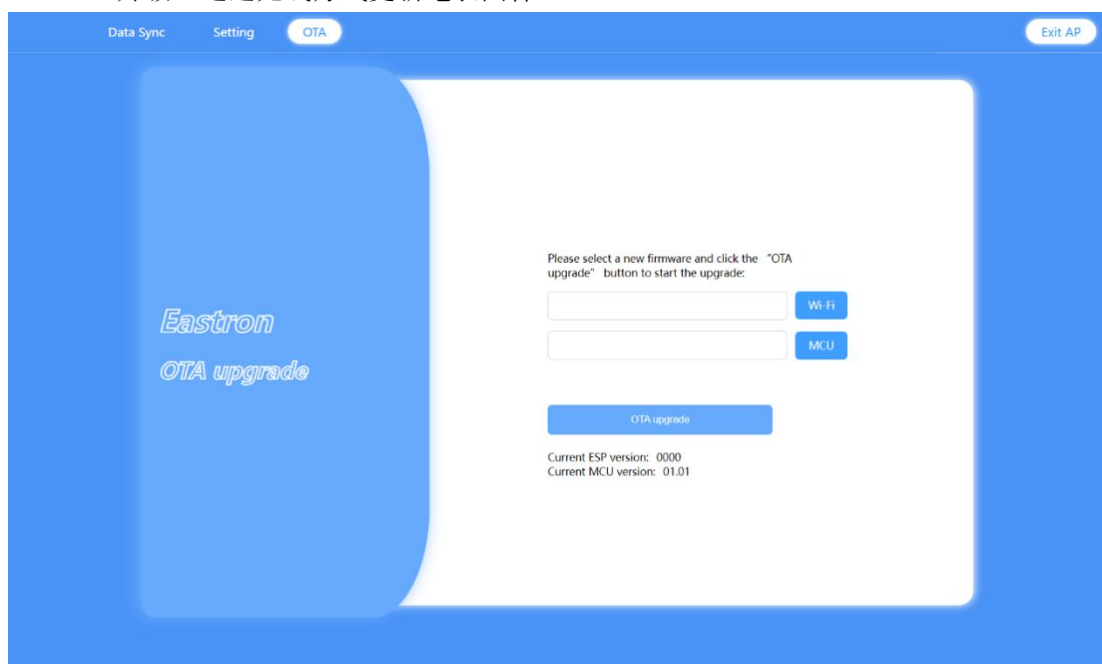 Data Sync Setting OTA Exit AP
Please select a new firmware and click the “OTA
upgrade” button to start the upgrade:
Wi-Fi
Eastron
MCU
OTA upgrade
OTA upgrade
Current ESP version: 0000
Current MCU version: 01.01